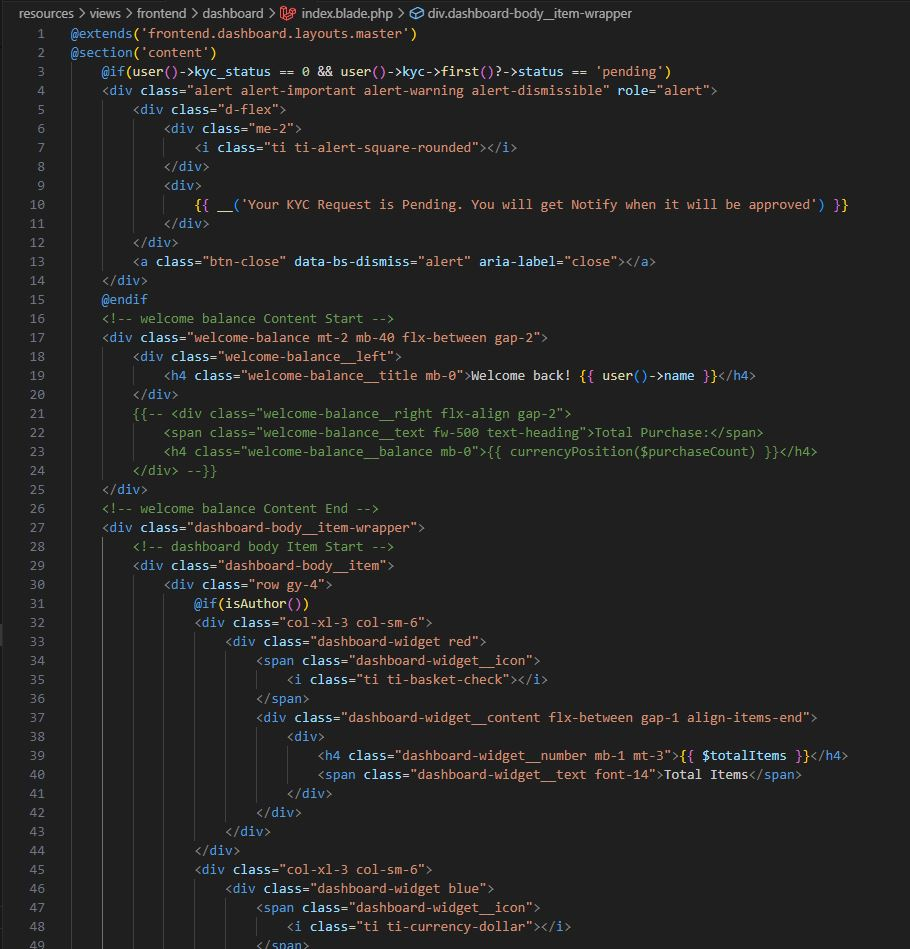 resources > views > frontend > dashboard > index.blade.php > div.dashboard-body__item-wrapper
1 @extends('frontend.dashboard.layouts.master')
2 @section('content')
3 @if(user()->kyc_status == 0 && user()->kyc->first()?->status == 'pending')
4 <div class="alert alert-important alert-warning alert-dismissible" role="alert">
5 <div class="d-flex">
6 <div class="me-2">
7 <i class="ti ti-alert-square-rounded"></i>
8 </div>
9 <div>
10 {{ __('Your KYC Request is Pending. You will get Notify when it will be approved') }}
11 </div>
12 </div>
13 <a class="btn-close" data-bs-dismiss="alert" aria-label="close"></a>
14 </div>
15 @endif
16 <!-- welcome balance Content Start -->
17 <div class="welcome-balance mt-2 mb-40 flx-between gap-2">
18 <div class="welcome-balance__left">
19 <h4 class="welcome-balance__title mb-0">Welcome back! {{ user()->name }}</h4>
20 </div>
21 {{-- <div class="welcome-balance__right flx-align gap-2">
22 <span class="welcome-balance__text fw-500 text-heading">Total Purchase:</span>
23 <h4 class="welcome-balance__balance mb-0">{{ currencyPosition($purchaseCount) }}</h4>
24 </div> --}}
25 </div>
26 <!-- welcome balance Content End -->
27 <div class="dashboard-body__item-wrapper">
28 <!-- dashboard body Item Start -->
29 <div class="dashboard-body__item">
30 <div class="row gy-4">
31 @if(isAuthor())
32 <div class="col-xl-3 col-sm-6">
33 <div class="dashboard-widget red">
34 <span class="dashboard-widget__icon">
35 <i class="ti ti-basket-check"></i>
36 </span>
37 <div class="dashboard-widget__content flx-between gap-1 align-items-end">
38 <div>
39 <h4 class="dashboard-widget__number mb-1 mt-3">{{ $totalItems }}</h4>
40 <span class="dashboard-widget__text font-14">Total Items</span>
41 </div>
42 </div>
43 </div>
44 </div>
45 <div class="col-xl-3 col-sm-6">
46 <div class="dashboard-widget blue">
47 <span class="dashboard-widget__icon">
48 <i class="ti ti-currency-dollar"></i>
49 </span>